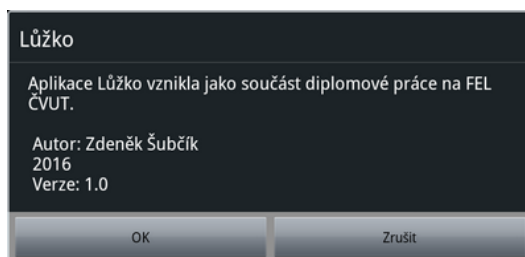 Lůžko
Aplikace Lůžko vznikla jako součást diplomové práce na FEL
ČVUT.
Autor: Zdeněk Šubčík
2016
Verze: 1.0
OK
Zrušit